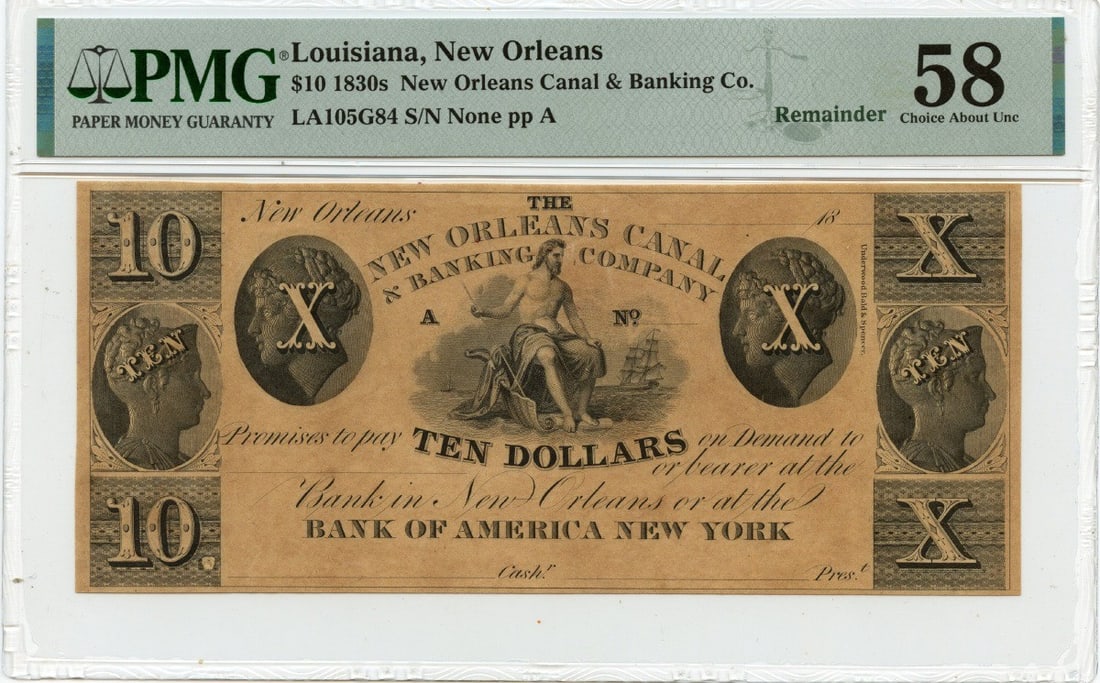 PMG®
PAPER MONEY GUARANTY
Louisiana, New Orleans
$10 1830s New Orleans Canal & Banking Co.
LA105G84 S/N None pp A
Remainder
58
Choice About Unc
10
New Orleans
THE
18
X
NEW ORLEANS CANAL
& BANKING COMPANY
X
X
A
Nº
Underwood Bald & Spencer.
TEN
TEN
Promises to pay TEN DOLLARS on Demand to
or bearer at the
Bank in New Orleans or at the
BANK OF AMERICA NEW YORK
10
X
Cash.r
Pres.t